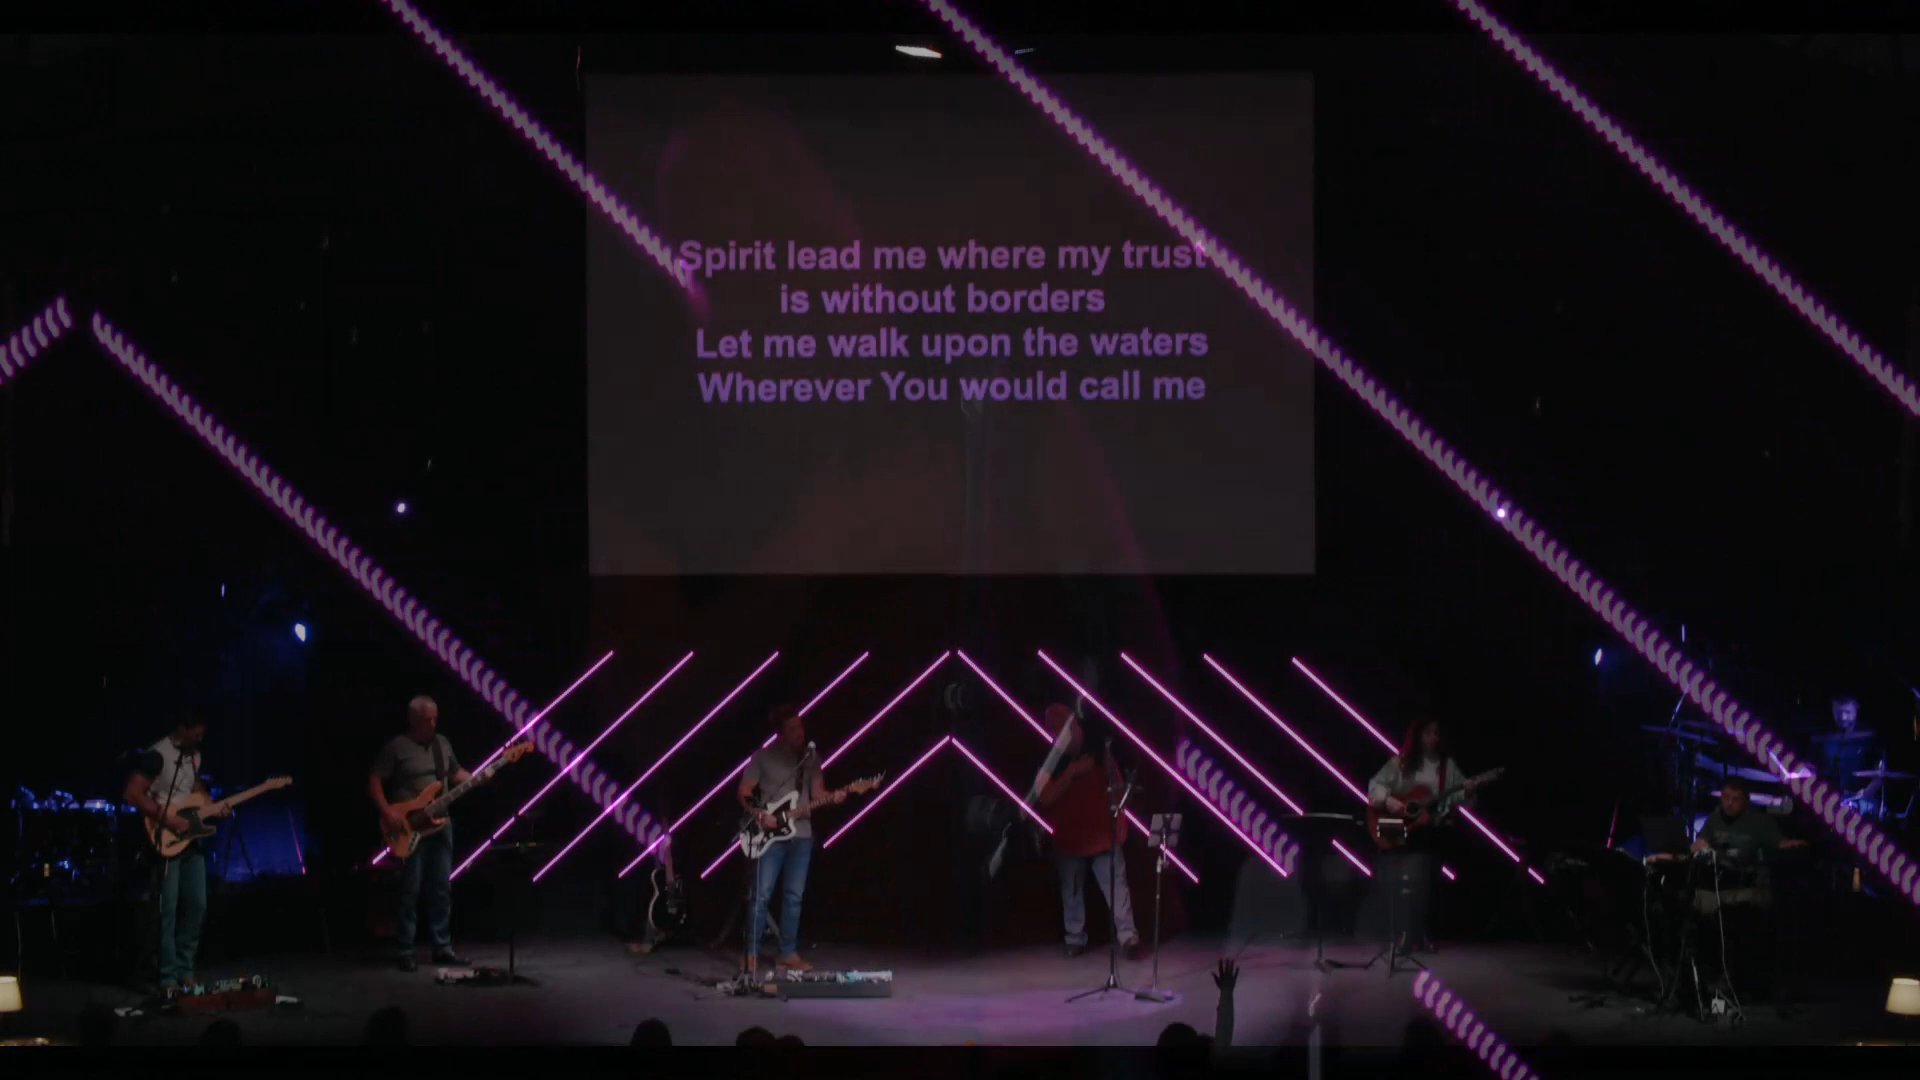 Spirit lead me where my trust
is without borders
Let me walk upon the waters
Wherever You would call me